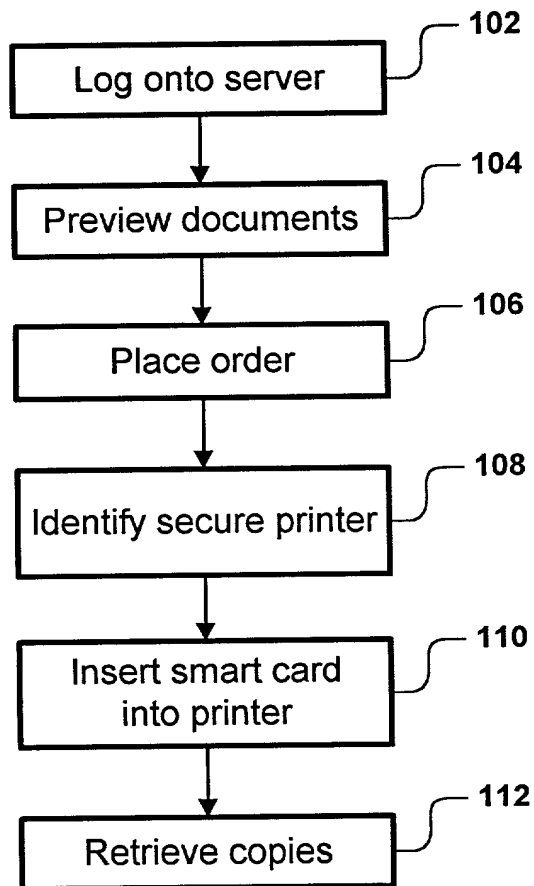 102
Log onto server
104
Preview documents
106
Place order
108
Identify secure printer
110
Insert smart card
into printer
112
Retrieve copies